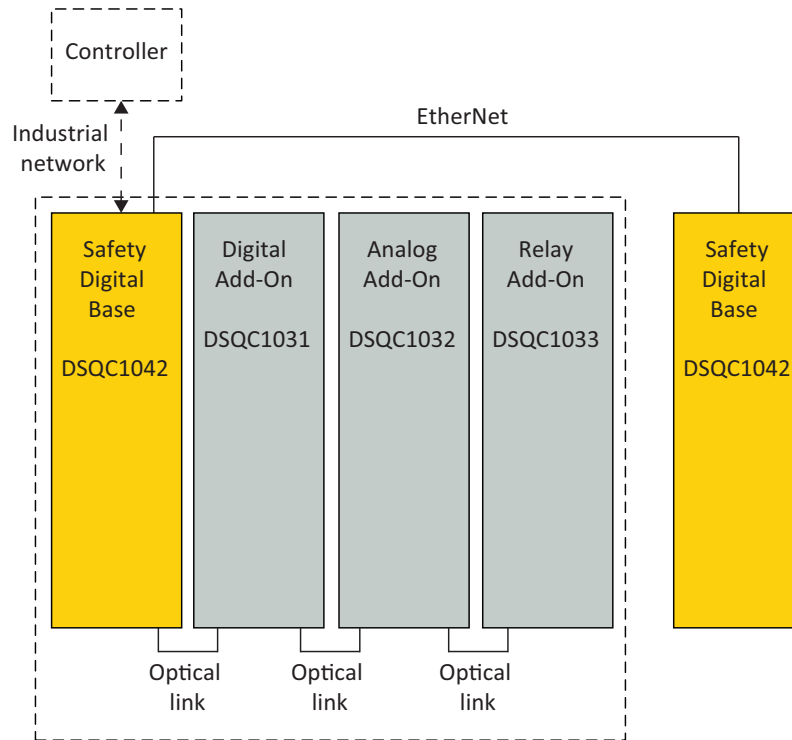 Controller
Industrial
network
EtherNet
Safety
Digital
Base
DSQC1042
Digital
Add-On
DSQC1031
Analog
Add-On
DSQC1032
Relay
Add-On
DSQC1033
Safety
Digital
Base
DSQC1042
Optical
link
Optical
link
Optical
link